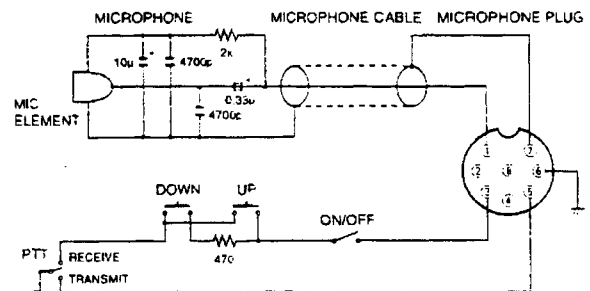 MICROPHONE
MICROPHONE CABLE
MICROPHONE PLUG
2k
10µ
4700p
0.33µ
4700p
MIC
ELEMENT
1
7
2
8
6
3
4
5
DOWN
UP
ON/OFF
470
PTT
RECEIVE
TRANSMIT